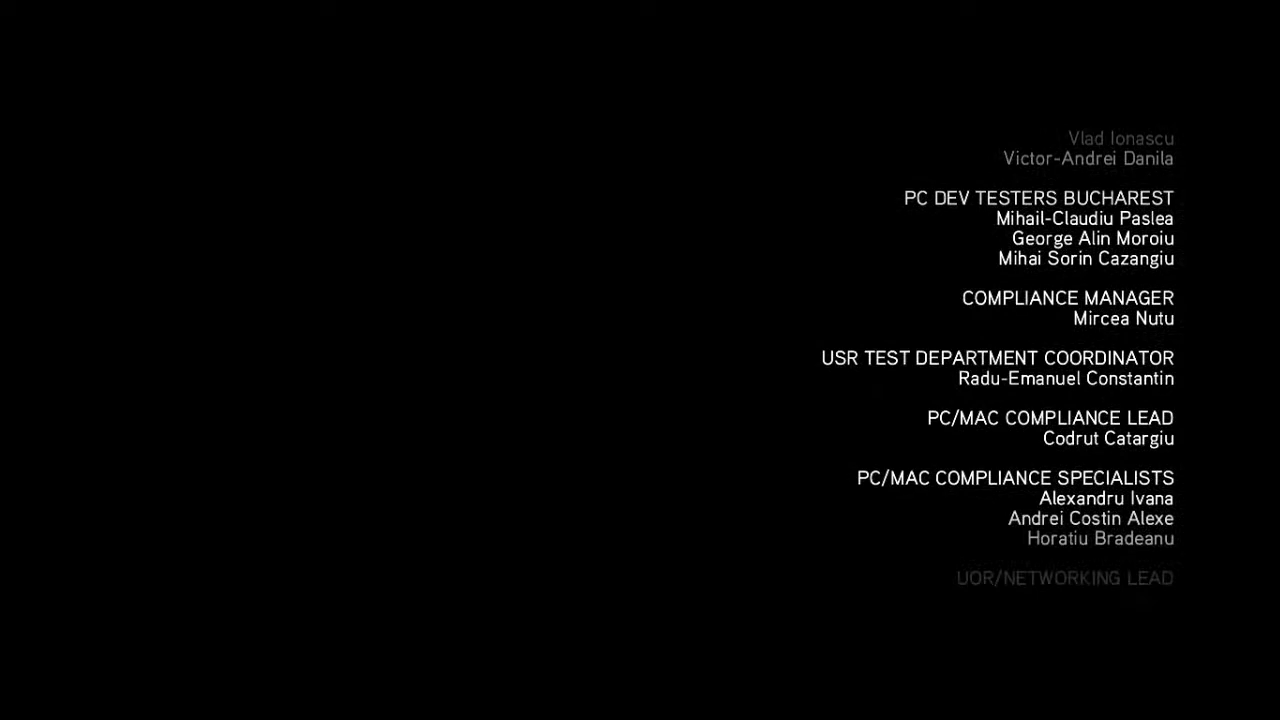 Vlad Ionascu
Victor-Andrei Danila
PC DEV TESTERS BUCHAREST
Mihail-Claudiu Paslea
George Alin Moroiu
Mihai Sorin Cazangiu
COMPLIANCE MANAGER
Mircea Nutu
USR TEST DEPARTMENT COORDINATOR
Radu-Emanuel Constantin
PC/MAC COMPLIANCE LEAD
Codrut Catargiu
PC/MAC COMPLIANCE SPECIALISTS
Alexandru Ivana
Andrei Costin Alexe
Horatiu Bradeanu
UOR/NETWORKING LEAD